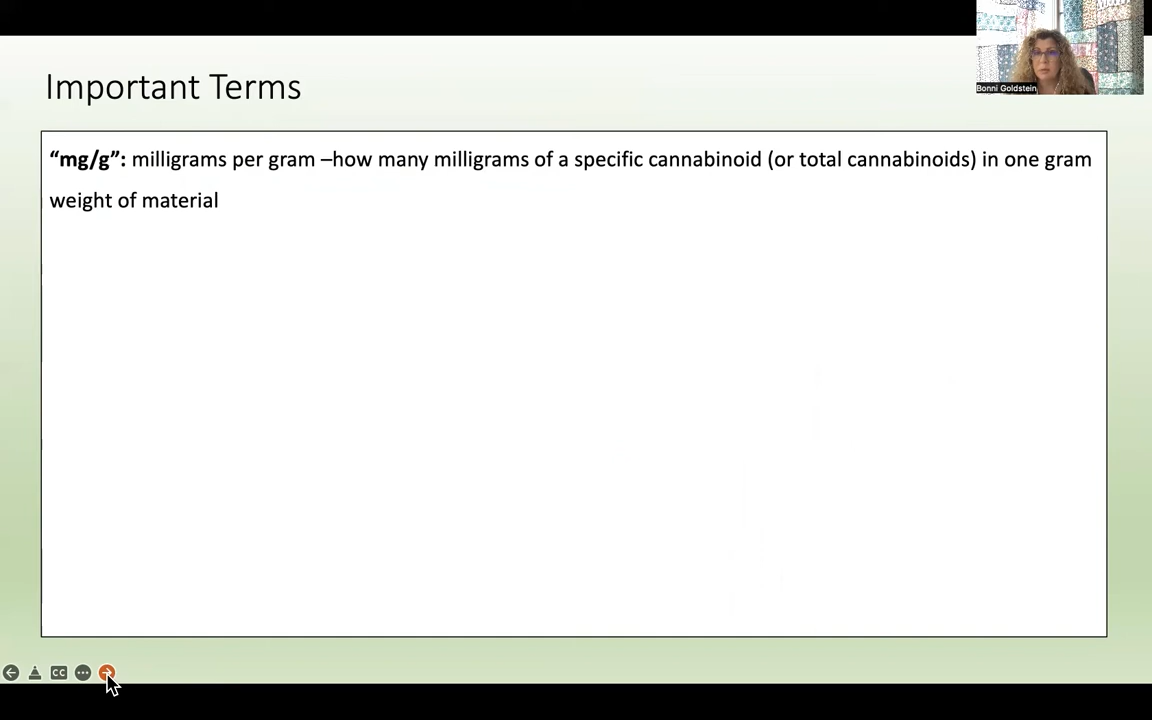 Bonni Goldstein
Important Terms
“mg/g”: milligrams per gram –how many milligrams of a specific cannabinoid (or total cannabinoids) in one gram
weight of material
CC